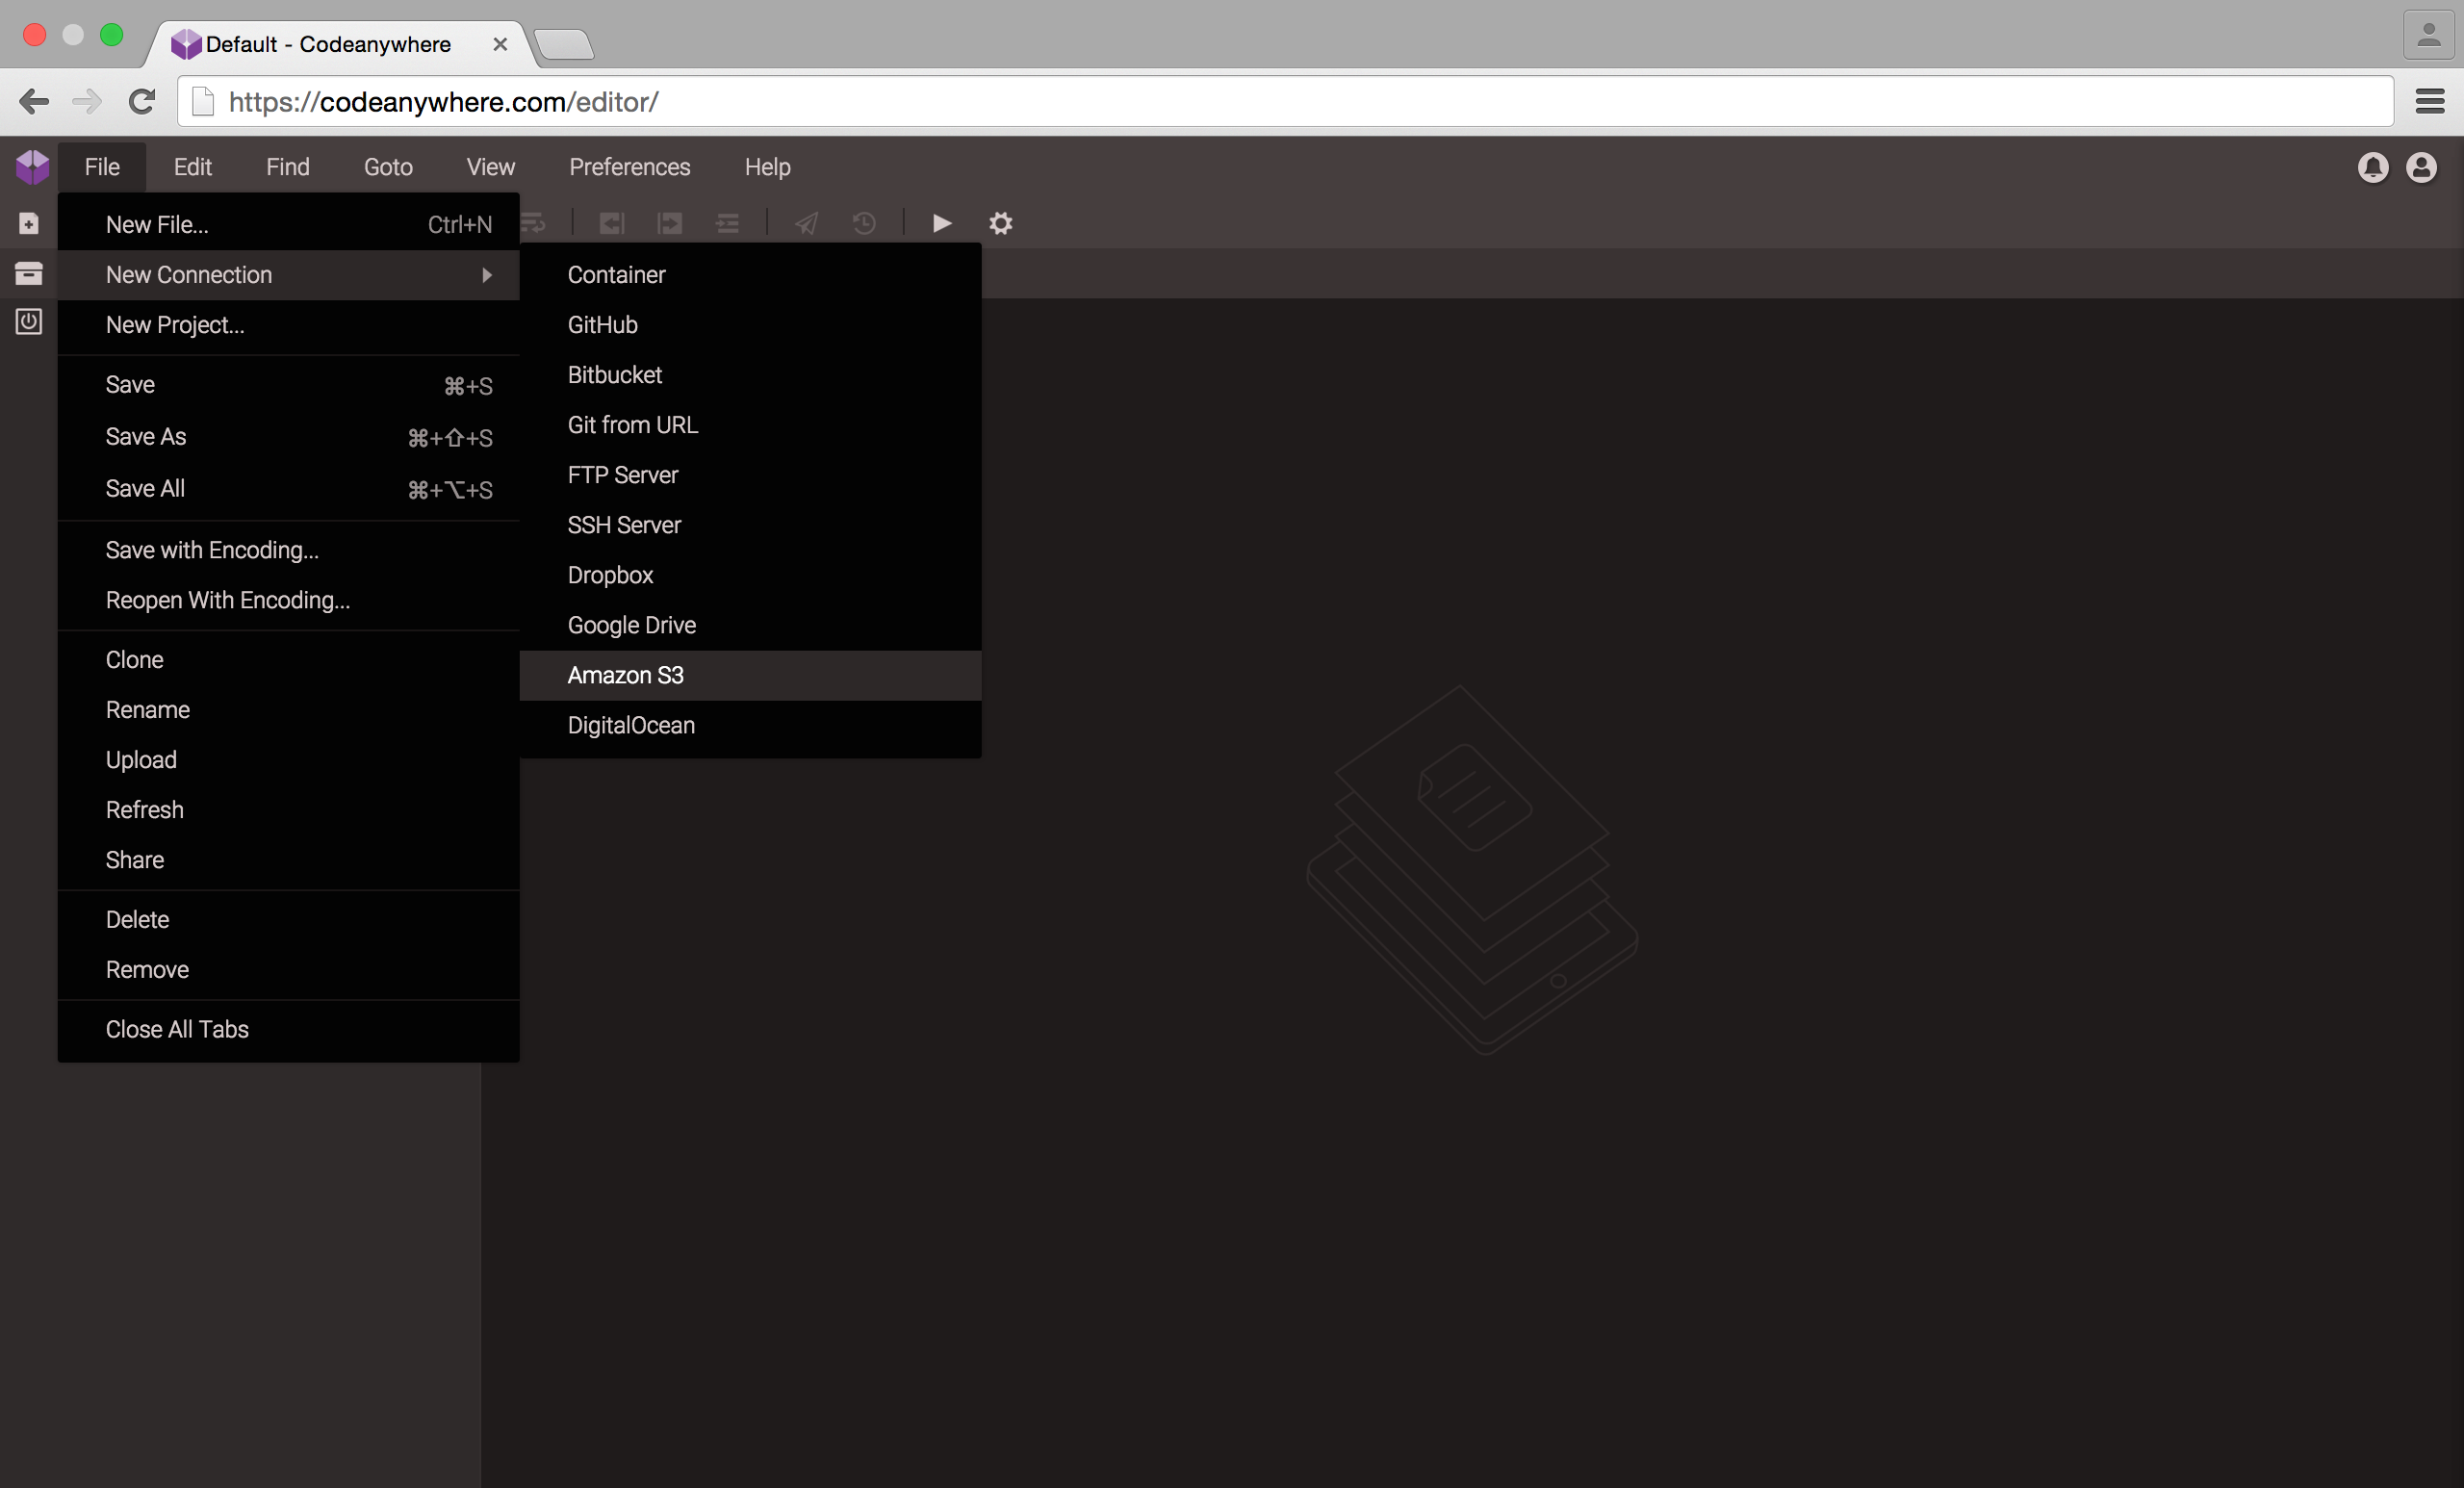 Default - Codeanywhere
https://codeanywhere.com/editor/
File Edit Find Goto View Preferences Help
New File... Ctrl+N
New Connection
New Project...
Save ⌘+S
Save As ⌘+⇧+S
Save All ⌘+⌥+S
Save with Encoding...
Reopen With Encoding...
Clone
Rename
Upload
Refresh
Share
Delete
Remove
Close All Tabs
Container
GitHub
Bitbucket
Git from URL
FTP Server
SSH Server
Dropbox
Google Drive
Amazon S3
DigitalOcean